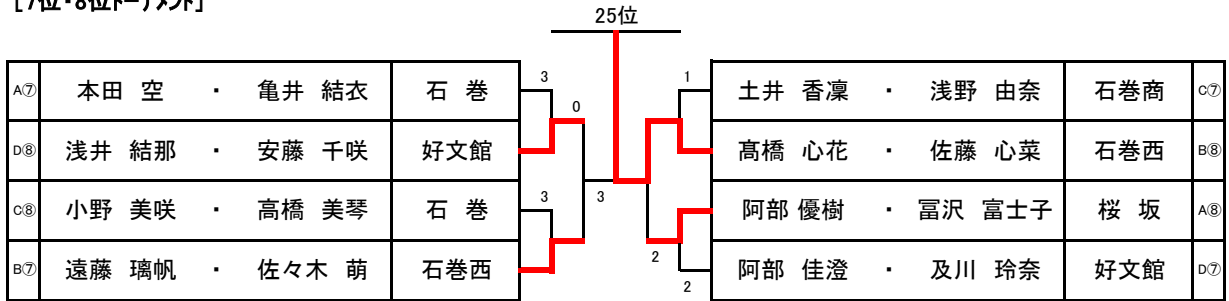 [7位・8位トーナメント]
25位
A⑦ 本田 空 ・ 亀井 結衣 石 巻 3 1 土井 香凜 ・ 浅野 由奈 石巻商 C⑦
0
D⑧ 浅井 結那 ・ 安藤 千咲 好文館 髙橋 心花 ・ 佐藤 心菜 石巻西 B⑧
C⑧ 小野 美咲 ・ 高橋 美琴 石 巻 3 3 阿部 優樹 ・ 冨沢 富士子 桜 坂 A⑧
2
B⑦ 遠藤 璃帆 ・ 佐々木 萌 石巻西 2 阿部 佳澄 ・ 及川 玲奈 好文館 D⑦